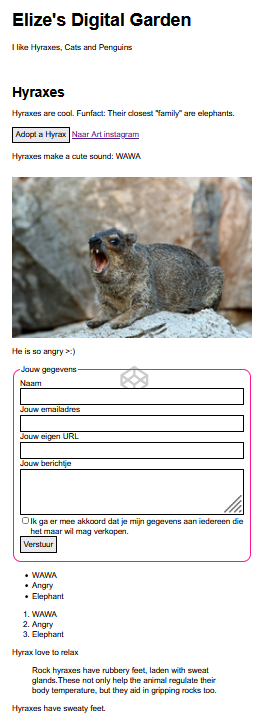 Elize's Digital Garden
I like Hyraxes, Cats and Penguins
Hyraxes
Hyraxes are cool. Funfact: Their closest "family" are elephants.
Adopt a Hyrax Naar Art instagram
Hyraxes make a cute sound: WAWA
He is so angry >:)
Jouw gegevens
Naam
Jouw emailadres
Jouw eigen URL
Jouw berichtje
Ik ga er mee akkoord dat je mijn gegevens aan iedereen die
het maar wil mag verkopen.
Verstuur
• WAWA
• Angry
• Elephant
1. WAWA
2. Angry
3. Elephant
Hyrax love to relax
Rock hyraxes have rubbery feet, laden with sweat
glands.These not only help the animal regulate their
body temperature, but they aid in gripping rocks too.
Hyraxes have sweaty feet.